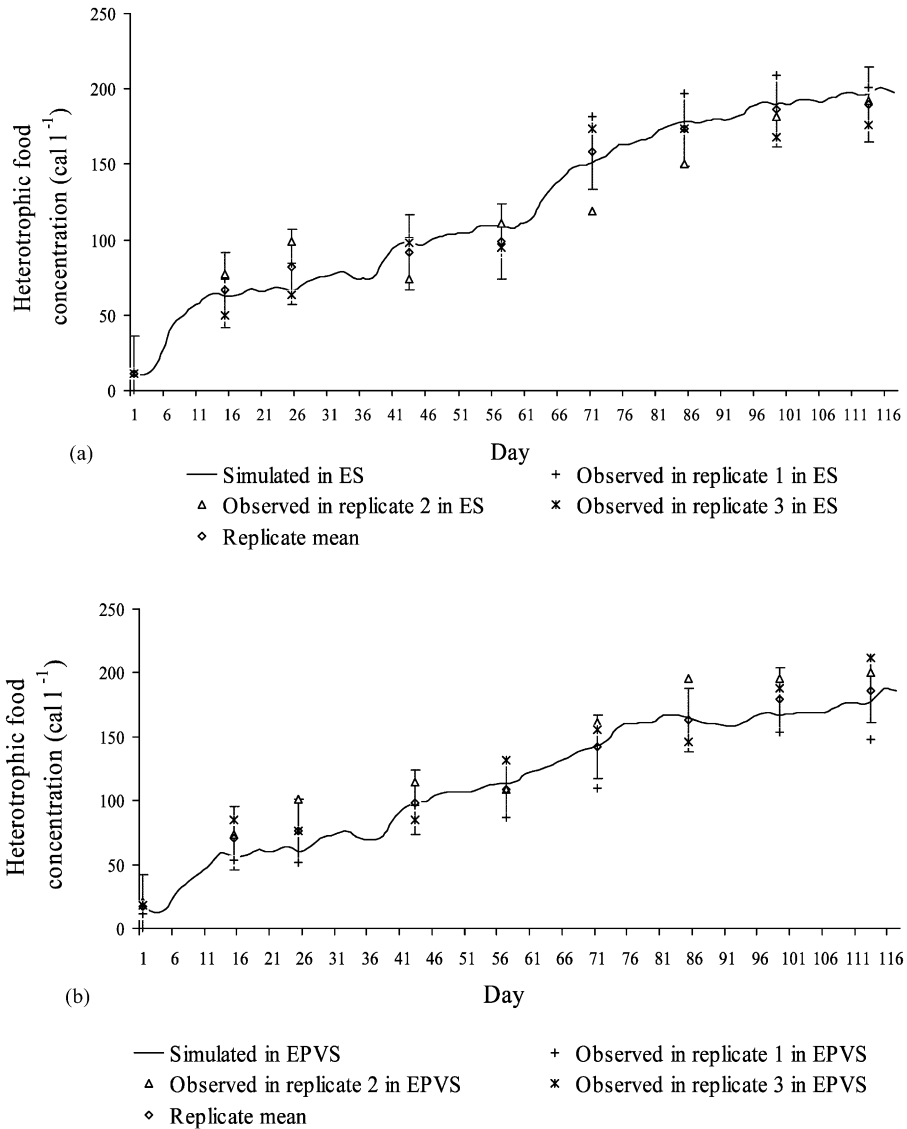 250
200
150
100
50
0
Heterotrophic food
concentration (cal l⁻¹)
1 6 11 16 21 26 31 36 41 46 51 56 61 66 71 76 81 86 91 96 101 106 111 116
(a)
Day
Simulated in ES
Observed in replicate 1 in ES
Observed in replicate 2 in ES
Observed in replicate 3 in ES
Replicate mean
250
200
150
100
50
0
Heterotrophic food
concentration (cal l⁻¹)
1 6 11 16 21 26 31 36 41 46 51 56 61 66 71 76 81 86 91 96 101 106 111 116
(b)
Day
Simulated in EPVS
Observed in replicate 1 in EPVS
Observed in replicate 2 in EPVS
Observed in replicate 3 in EPVS
Replicate mean